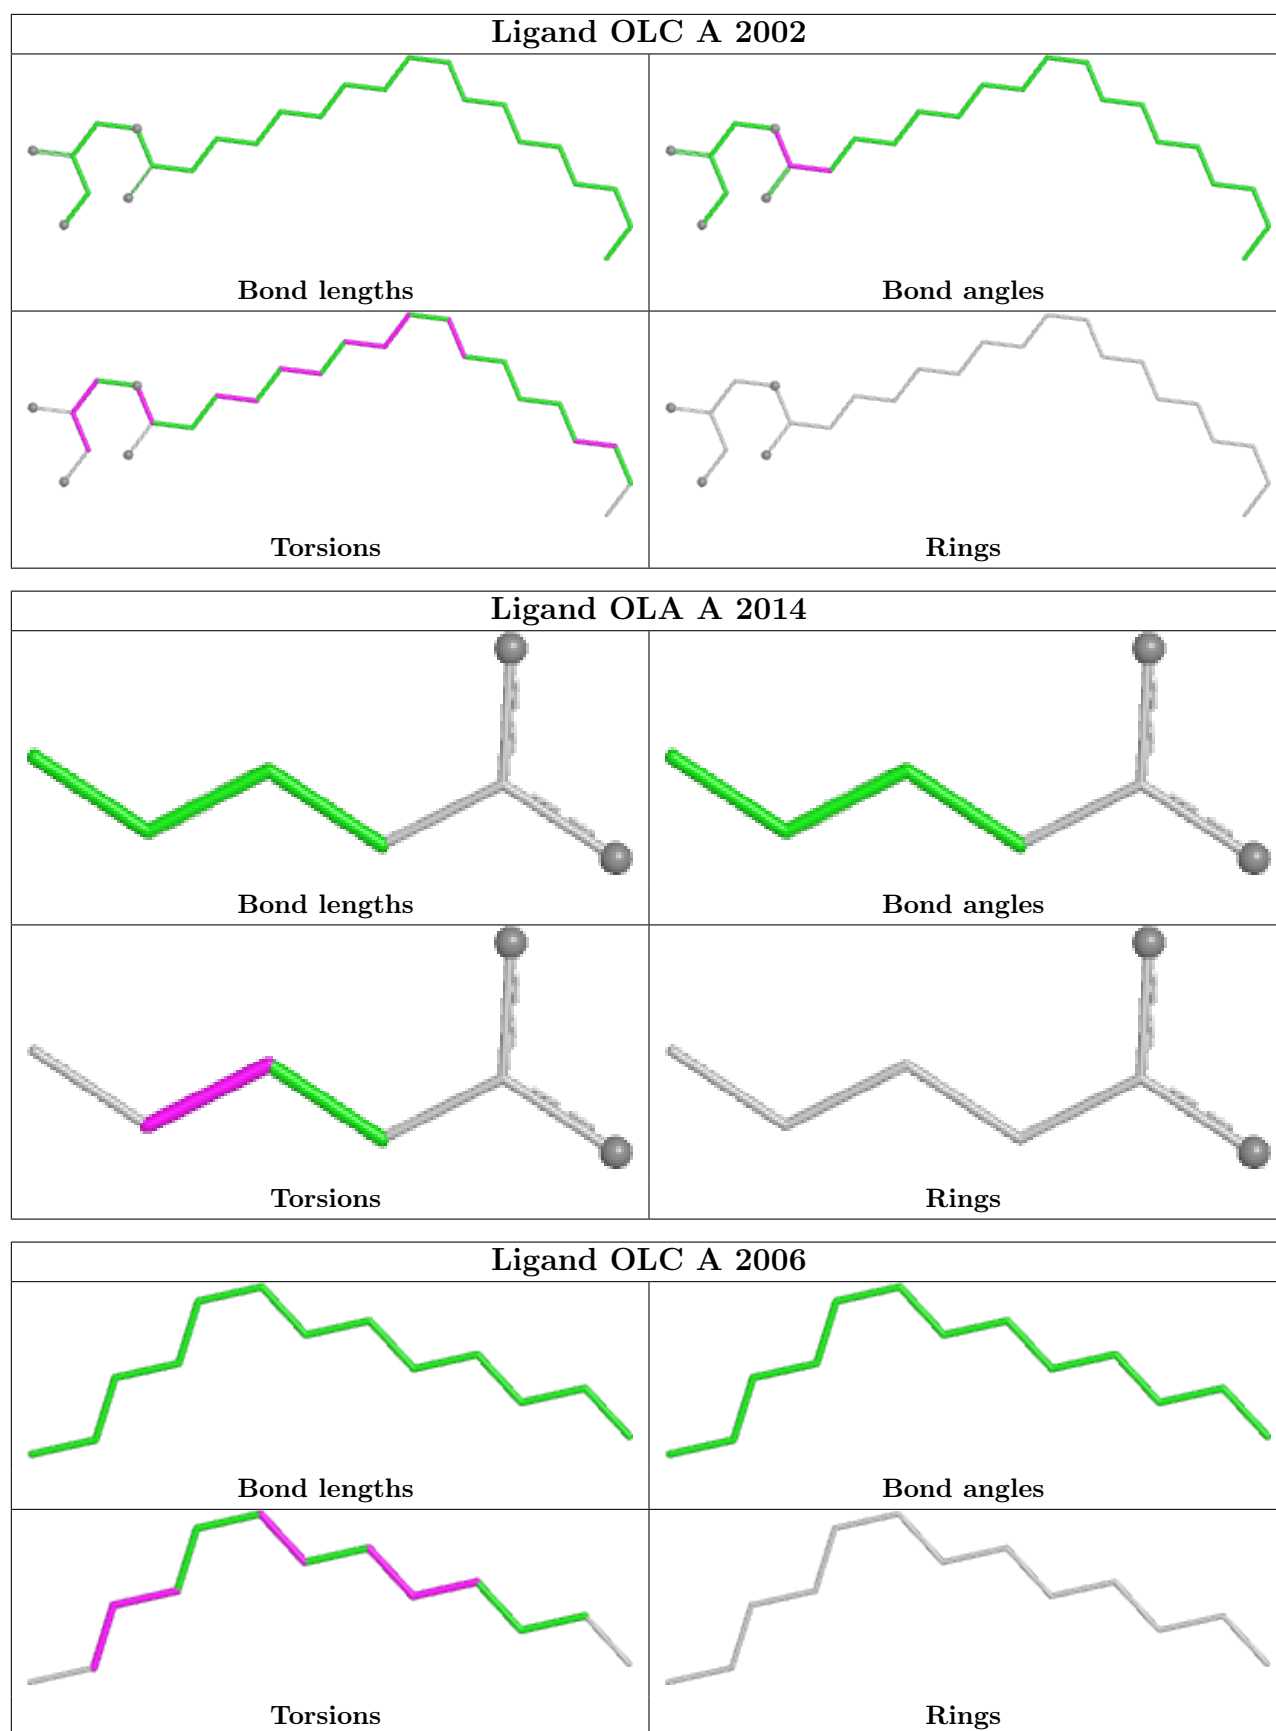 Ligand OLC A 2002
Bond lengths
Bond angles
Torsions
Rings
Ligand OLA A 2014
Bond lengths
Bond angles
Torsions
Rings
Ligand OLC A 2006
Bond lengths
Bond angles
Torsions
Rings